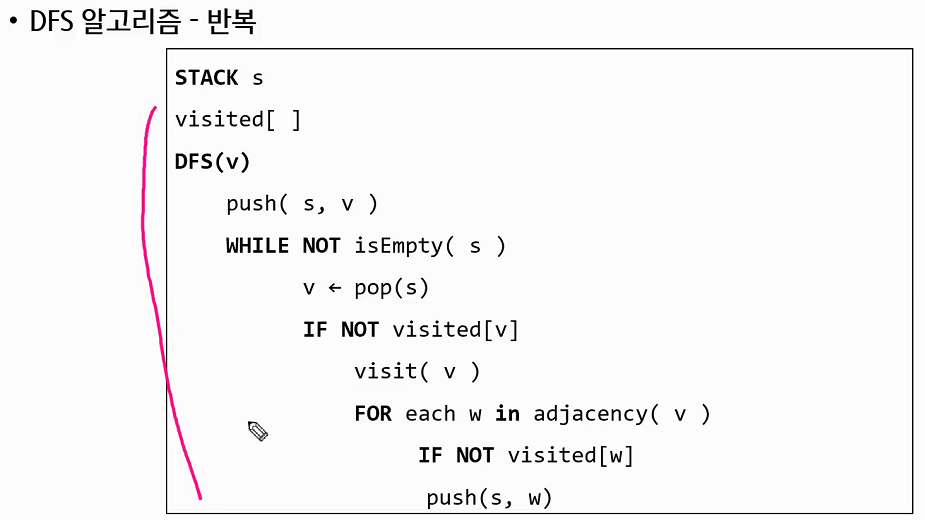 • DFS 알고리즘 - 반복
STACK s
visited[ ]
DFS(v)
push( s, v )
WHILE NOT isEmpty( s )
v ← pop(s)
IF NOT visited[v]
visit( v )
FOR each w in adjacency( v )
IF NOT visited[w]
push(s, w)